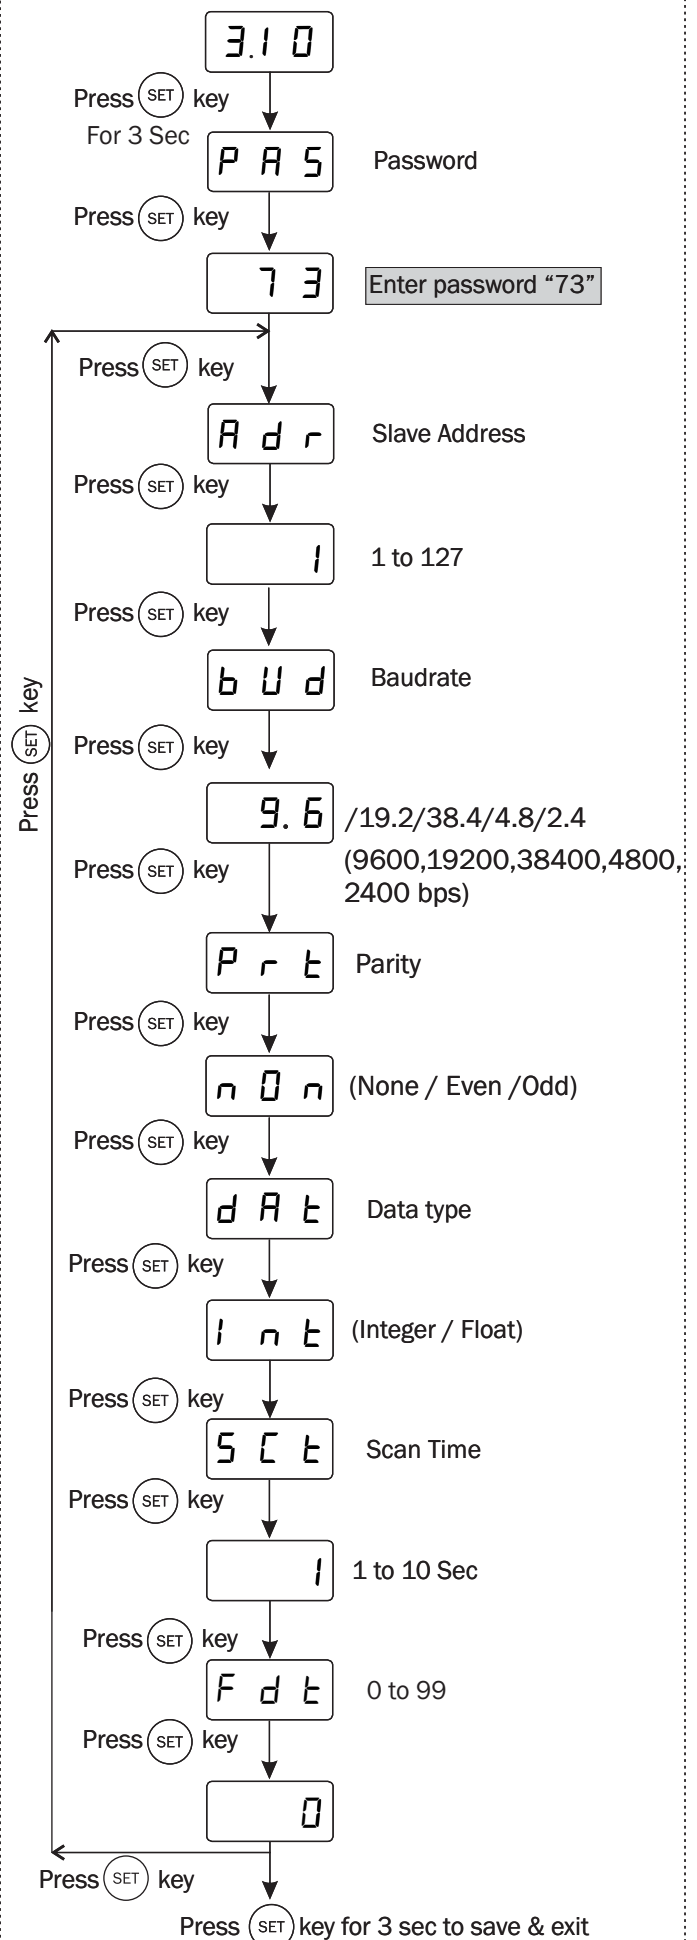 3.1 0
Press SET key
For 3 Sec
P A S Password
Press SET key
7 3 Enter password “73”
Press SET key
A d r Slave Address
Press SET key
1 1 to 127
Press SET key
b U d Baudrate
Press SET key
Press SET key
9. 6 /19.2/38.4/4.8/2.4
(9600,19200,38400,4800,
2400 bps)
Press SET key
P r t Parity
Press SET key
n 0 n (None / Even /Odd)
Press SET key
d A t Data type
Press SET key
I n t (Integer / Float)
Press SET key
S C t Scan Time
Press SET key
1 1 to 10 Sec
Press SET key
F d t 0 to 99
Press SET key
0
Press SET key
Press SET key for 3 sec to save & exit